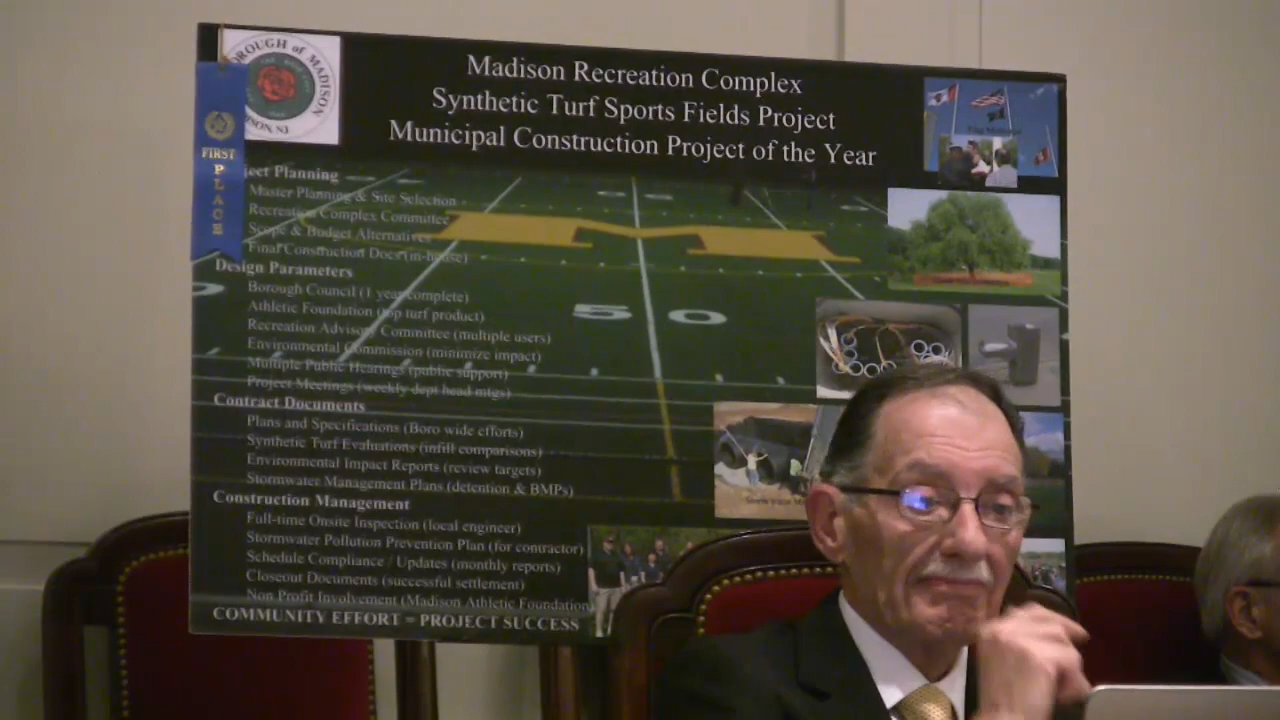 BOROUGH of MADISON
MADISON NJ
FIRST
PLACE
Madison Recreation Complex
Synthetic Turf Sports Fields Project
Municipal Construction Project of the Year
ject Planning
Master Planning & Site Selection
Recreation Complex Committee
Scope & Budget Alternatives
Final Construction Docs (in-house)
Design Parameters
Borough Council (1 year complete)
Athletic Foundation (top turf product)
Recreation Advisory Committee (multiple users)
Environmental Commission (minimize impact)
Multiple Public Hearings (public support)
Project Meetings (weekly dept head mtgs)
Contract Documents
Plans and Specifications (Boro wide efforts)
Synthetic Turf Evaluations (infill comparisons)
Environmental Impact Reports (review targets)
Stormwater Management Plans (detention & BMPs)
Construction Management
Full-time Onsite Inspection (local engineer)
Stormwater Pollution Prevention Plan (for contractor)
Schedule Compliance / Updates (monthly reports)
Closeout Documents (successful settlement)
Non Profit Involvement (Madison Athletic Foundation
COMMUNITY EFFORT = PROJECT SUCCESS
M
50